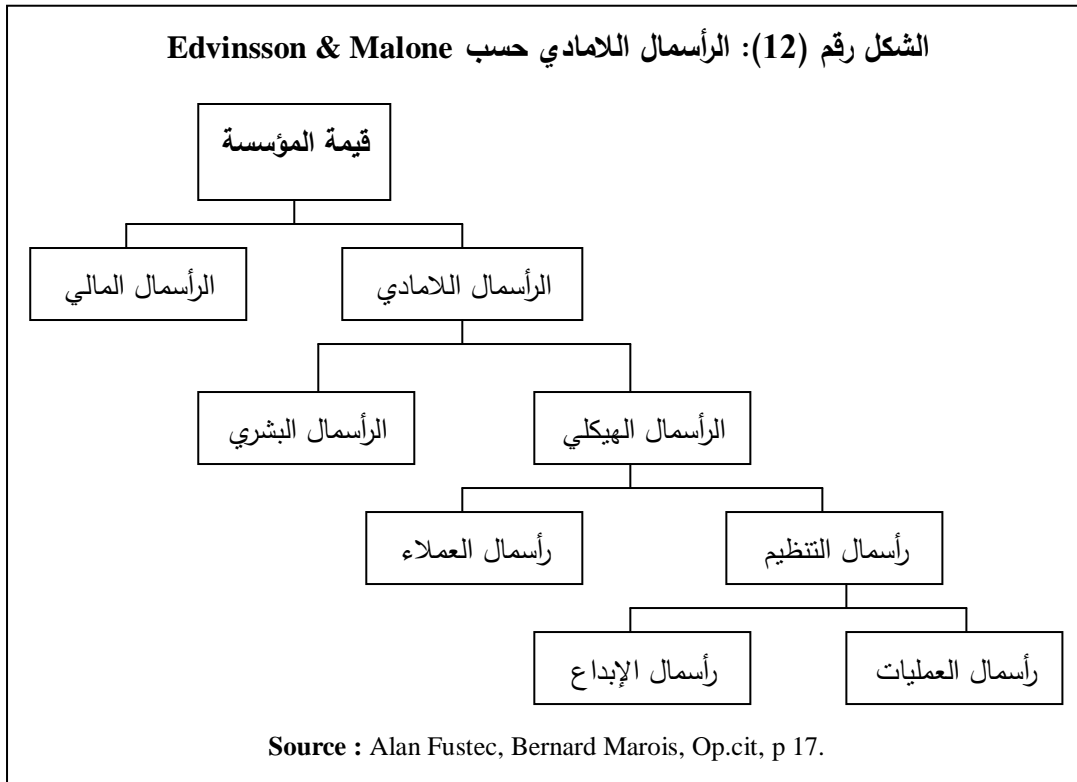 الشكل رقم (12): الرأسمال اللامادي حسب Edvinsson & Malone
قيمة المؤسسة
الرأسمال اللامادي
الرأسمال المالي
الرأسمال الهيكلي
الرأسمال البشري
رأسمال التنظيم
رأسمال العملاء
رأسمال العمليات
رأسمال الإبداع
Source : Alan Fustec, Bernard Marois, Op.cit, p 17.